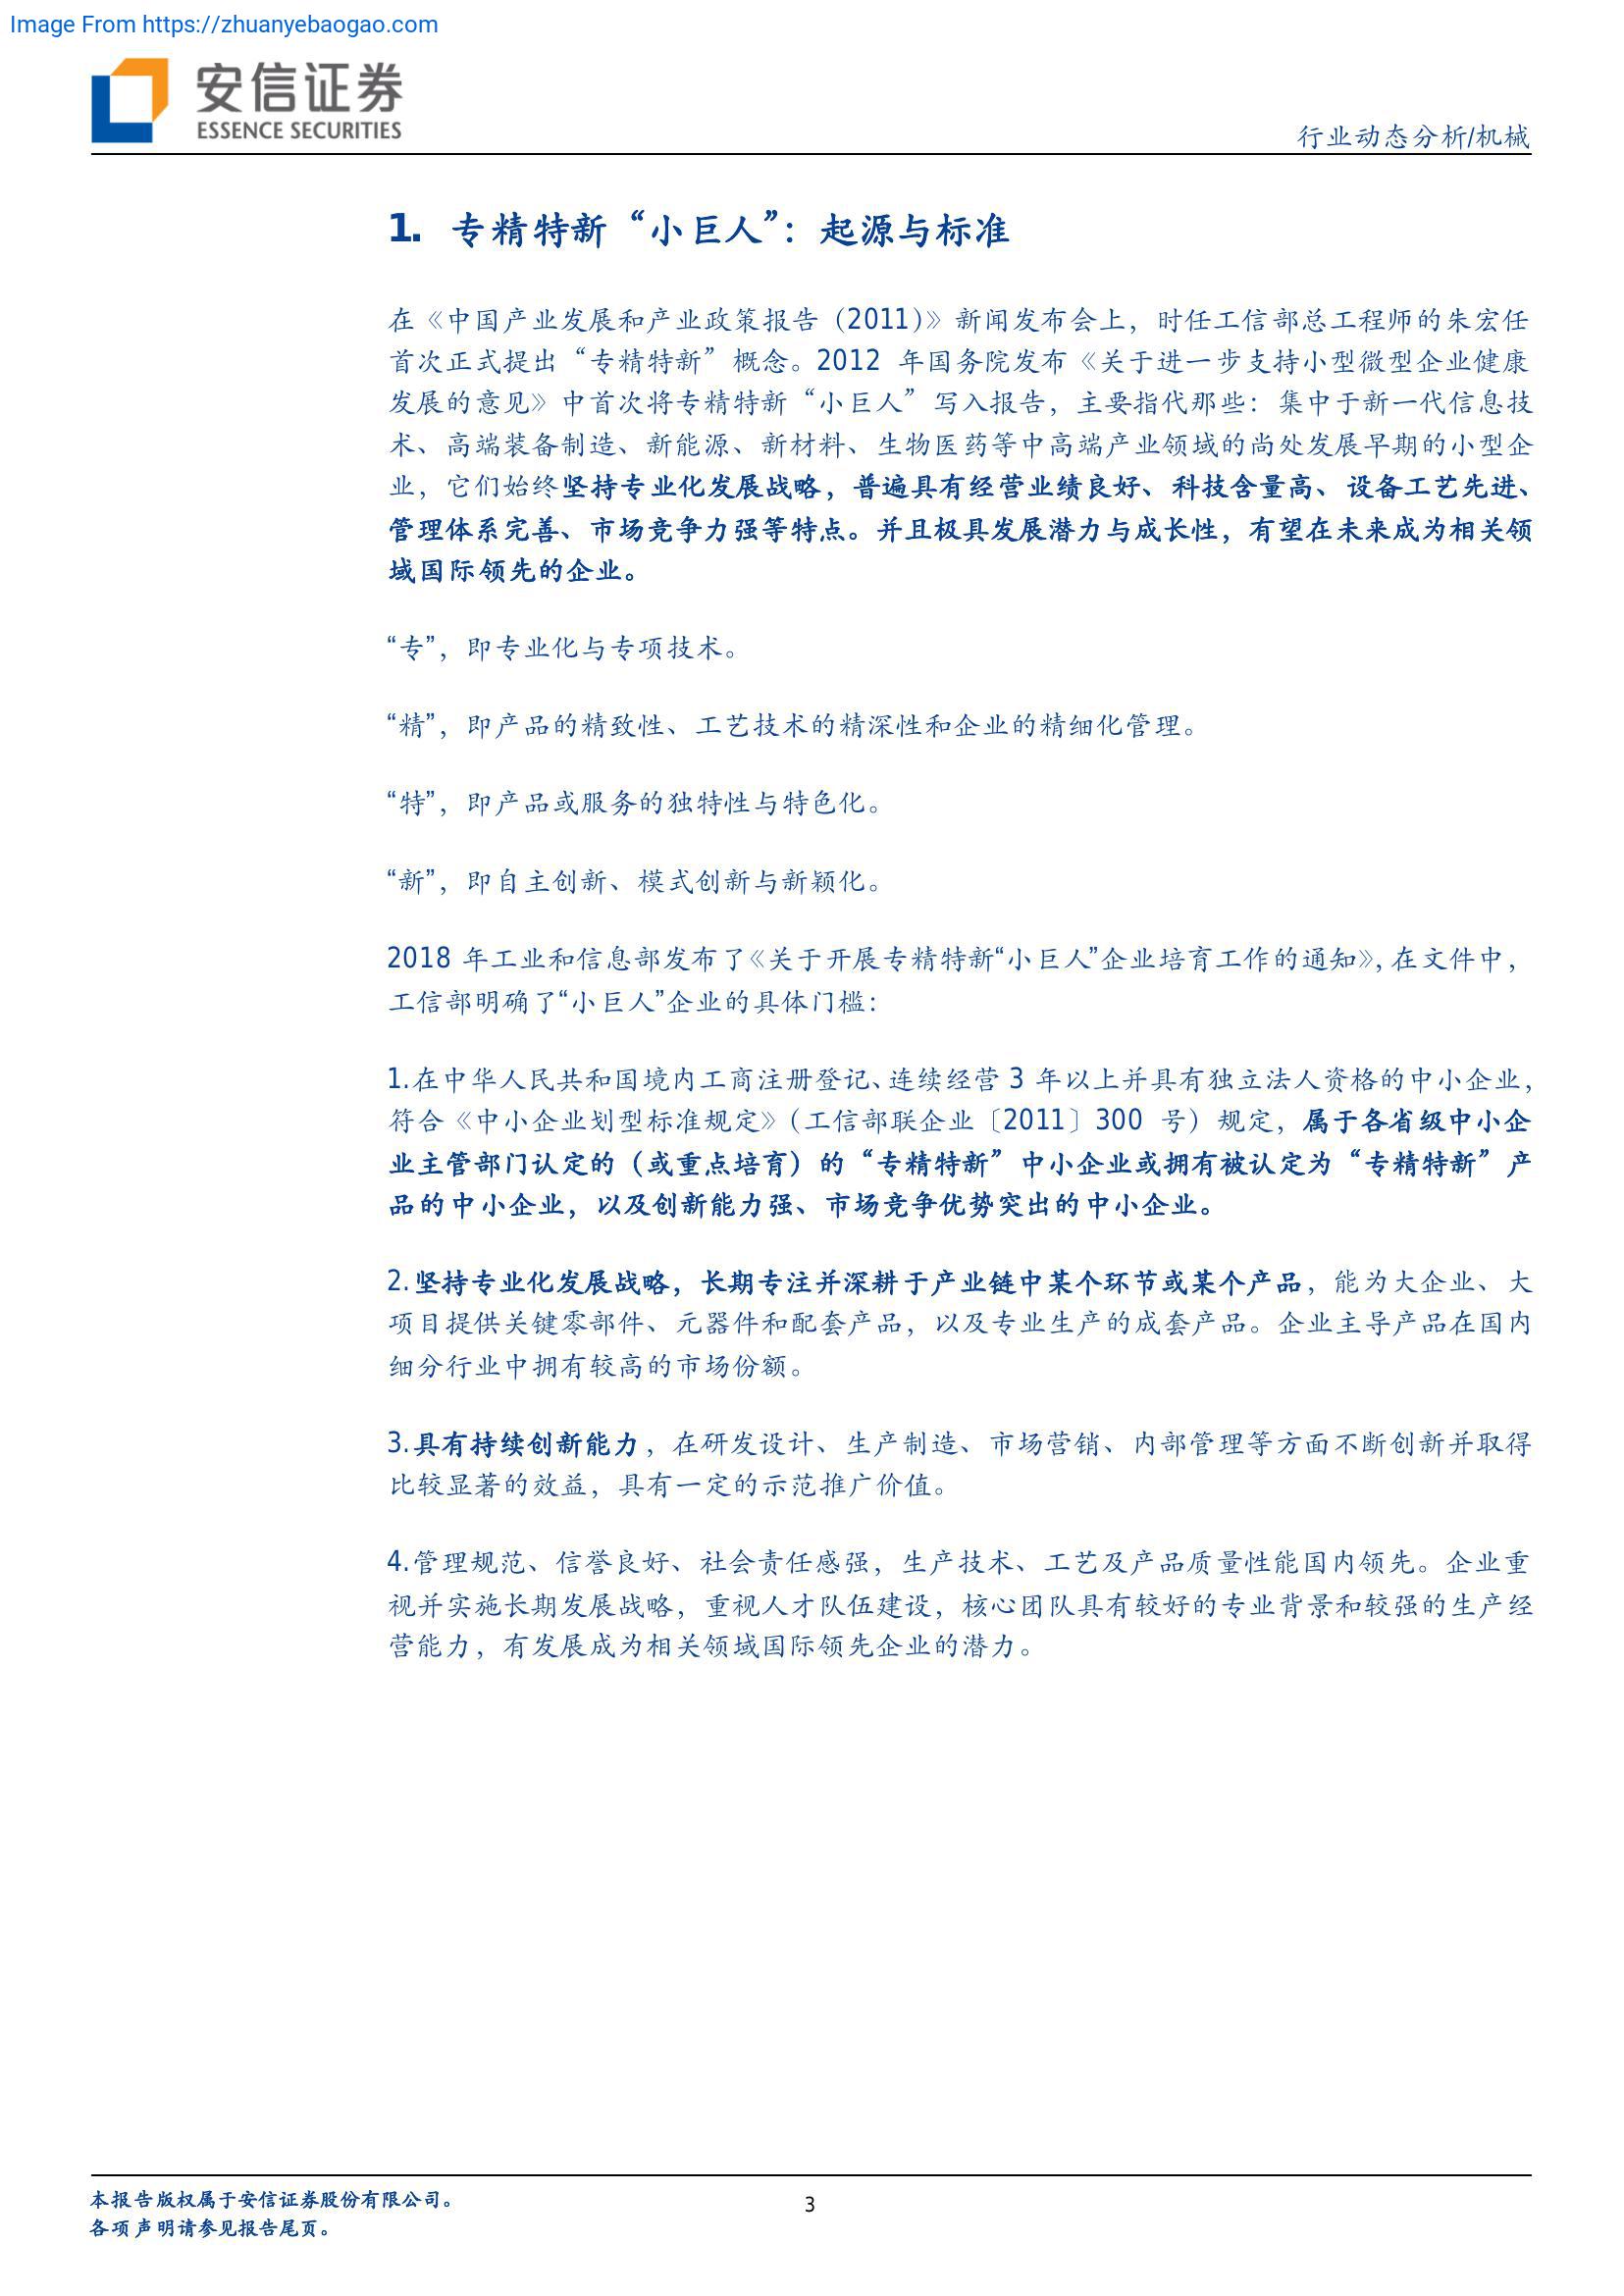 Image From https://zhuanyebaogao.com
安信证券
ESSENCE SECURITIES
行业动态分析/机械
1. 专精特新“小巨人”：起源与标准
在《中国产业发展和产业政策报告（2011）》新闻发布会上，时任工信部总工程师的朱宏任
首次正式提出“专精特新”概念。2012 年国务院发布《关于进一步支持小型微型企业健康
发展的意见》中首次将专精特新“小巨人”写入报告，主要指代那些：集中于新一代信息技
术、高端装备制造、新能源、新材料、生物医药等中高端产业领域的尚处发展早期的小型企
业，它们始终坚持专业化发展战略，普遍具有经营业绩良好、科技含量高、设备工艺先进、
管理体系完善、市场竞争力强等特点。并且极具发展潜力与成长性，有望在未来成为相关领
域国际领先的企业。
“专”，即专业化与专项技术。
“精”，即产品的精致性、工艺技术的精深性和企业的精细化管理。
“特”，即产品或服务的独特性与特色化。
“新”，即自主创新、模式创新与新颖化。
2018 年工业和信息部发布了《关于开展专精特新“小巨人”企业培育工作的通知》，在文件中，
工信部明确了“小巨人”企业的具体门槛：
1.在中华人民共和国境内工商注册登记、连续经营 3 年以上并具有独立法人资格的中小企业，
符合《中小企业划型标准规定》（工信部联企业〔2011〕300 号）规定，属于各省级中小企
业主管部门认定的（或重点培育）的“专精特新”中小企业或拥有被认定为“专精特新”产
品的中小企业，以及创新能力强、市场竞争优势突出的中小企业。
2.坚持专业化发展战略，长期专注并深耕于产业链中某个环节或某个产品，能为大企业、大
项目提供关键零部件、元器件和配套产品，以及专业生产的成套产品。企业主导产品在国内
细分行业中拥有较高的市场份额。
3.具有持续创新能力，在研发设计、生产制造、市场营销、内部管理等方面不断创新并取得
比较显著的效益，具有一定的示范推广价值。
4.管理规范、信誉良好、社会责任感强，生产技术、工艺及产品质量性能国内领先。企业重
视并实施长期发展战略，重视人才队伍建设，核心团队具有较好的专业背景和较强的生产经
营能力，有发展成为相关领域国际领先企业的潜力。
本报告版权属于安信证券股份有限公司。
3
各项声明请参见报告尾页。